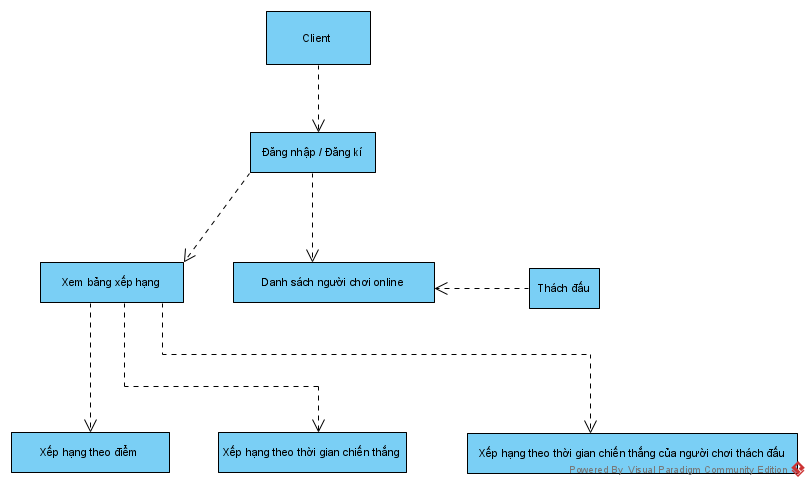 Client
Đăng nhập / Đăng kí
Xem bảng xếp hạng
Danh sách người chơi online
Thách đấu
Xếp hạng theo điểm
Xếp hạng theo thời gian chiến thắng
Xếp hạng theo thời gian chiến thắng của người chơi thách đấu
Powered By Visual Paradigm Community Edition